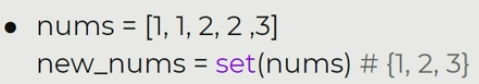 • nums = [1, 1, 2, 2 ,3]
new_nums = set(nums) # {1, 2, 3}